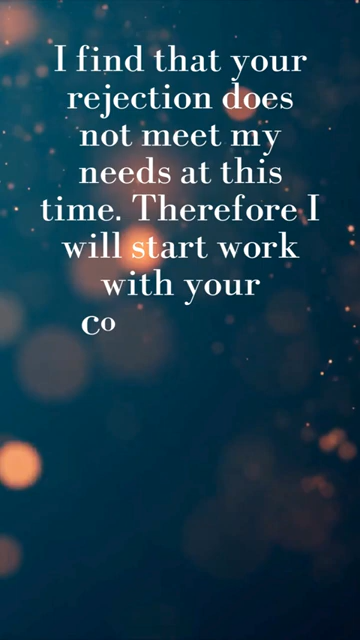 I find that your
rejection does
not meet my
needs at this
time. Therefore I
will start work
with your
co